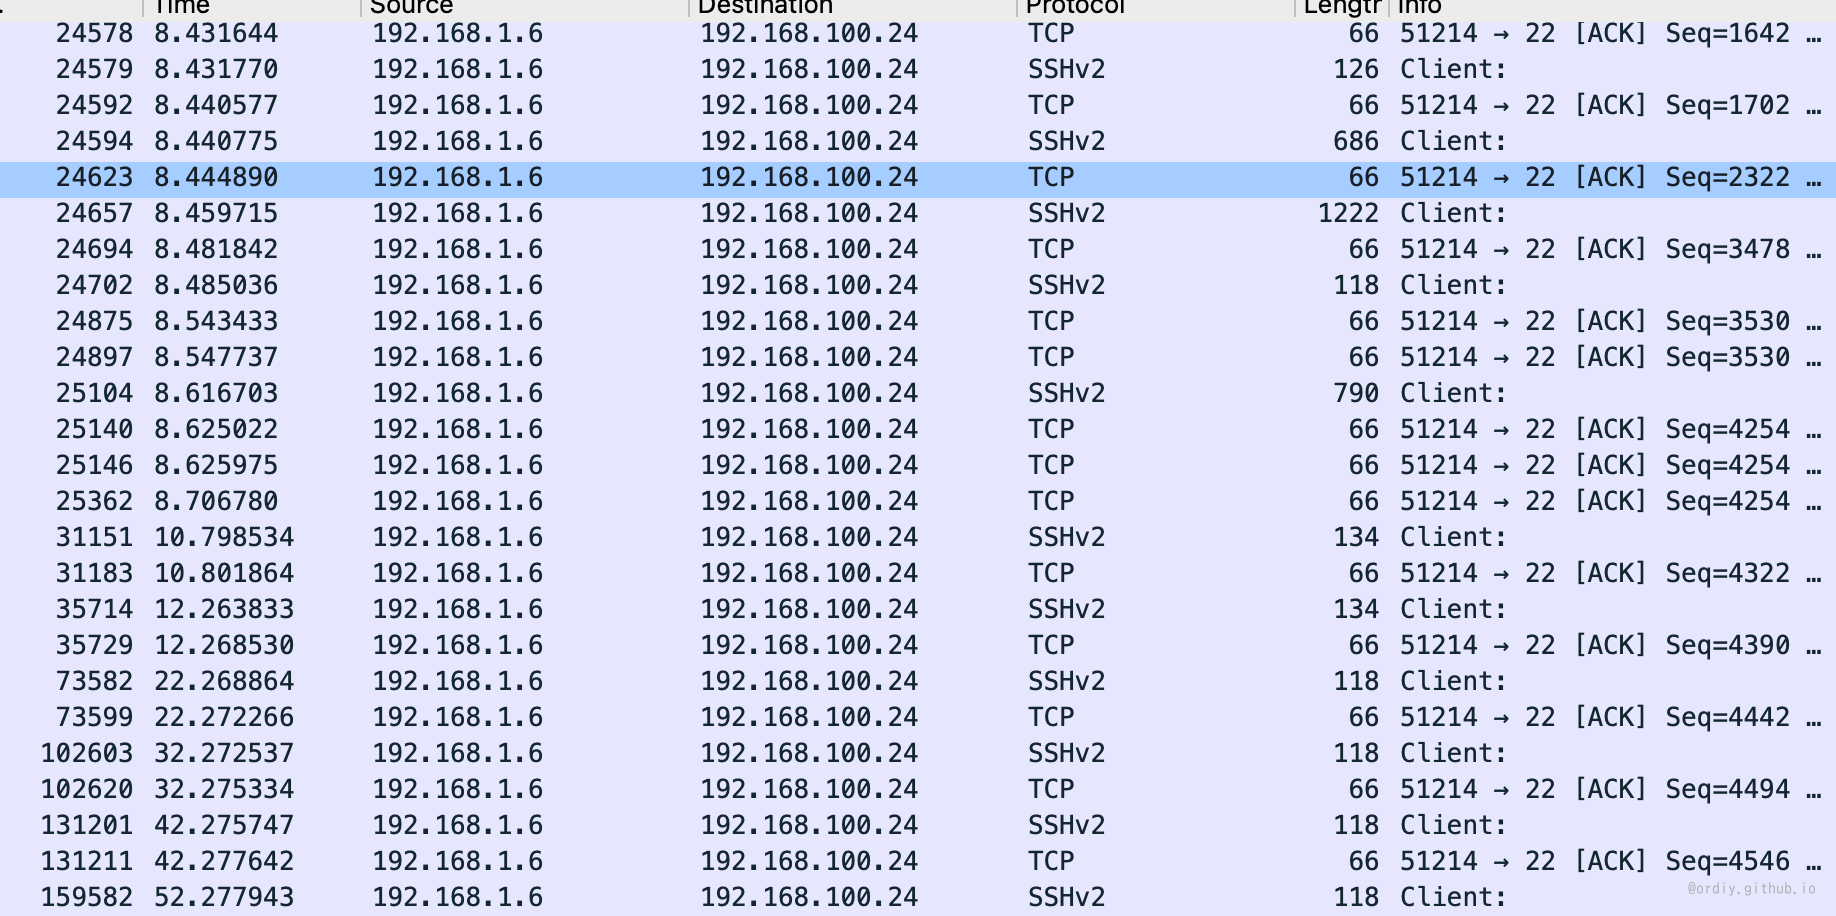 . Time Source Destination Protocol Lengtr Info
24578 8.431644 192.168.1.6 192.168.100.24 TCP 66 51214 → 22 [ACK] Seq=1642 …
24579 8.431770 192.168.1.6 192.168.100.24 SSHv2 126 Client:
24592 8.440577 192.168.1.6 192.168.100.24 TCP 66 51214 → 22 [ACK] Seq=1702 …
24594 8.440775 192.168.1.6 192.168.100.24 SSHv2 686 Client:
24623 8.444890 192.168.1.6 192.168.100.24 TCP 66 51214 → 22 [ACK] Seq=2322 …
24657 8.459715 192.168.1.6 192.168.100.24 SSHv2 1222 Client:
24694 8.481842 192.168.1.6 192.168.100.24 TCP 66 51214 → 22 [ACK] Seq=3478 …
24702 8.485036 192.168.1.6 192.168.100.24 SSHv2 118 Client:
24875 8.543433 192.168.1.6 192.168.100.24 TCP 66 51214 → 22 [ACK] Seq=3530 …
24897 8.547737 192.168.1.6 192.168.100.24 TCP 66 51214 → 22 [ACK] Seq=3530 …
25104 8.616703 192.168.1.6 192.168.100.24 SSHv2 790 Client:
25140 8.625022 192.168.1.6 192.168.100.24 TCP 66 51214 → 22 [ACK] Seq=4254 …
25146 8.625975 192.168.1.6 192.168.100.24 TCP 66 51214 → 22 [ACK] Seq=4254 …
25362 8.706780 192.168.1.6 192.168.100.24 TCP 66 51214 → 22 [ACK] Seq=4254 …
31151 10.798534 192.168.1.6 192.168.100.24 SSHv2 134 Client:
31183 10.801864 192.168.1.6 192.168.100.24 TCP 66 51214 → 22 [ACK] Seq=4322 …
35714 12.263833 192.168.1.6 192.168.100.24 SSHv2 134 Client:
35729 12.268530 192.168.1.6 192.168.100.24 TCP 66 51214 → 22 [ACK] Seq=4390 …
73582 22.268864 192.168.1.6 192.168.100.24 SSHv2 118 Client:
73599 22.272266 192.168.1.6 192.168.100.24 TCP 66 51214 → 22 [ACK] Seq=4442 …
102603 32.272537 192.168.1.6 192.168.100.24 SSHv2 118 Client:
102620 32.275334 192.168.1.6 192.168.100.24 TCP 66 51214 → 22 [ACK] Seq=4494 …
131201 42.275747 192.168.1.6 192.168.100.24 SSHv2 118 Client:
131211 42.277642 192.168.1.6 192.168.100.24 TCP 66 51214 → 22 [ACK] Seq=4546 …
159582 52.277943 192.168.1.6 192.168.100.24 SSHv2 118 Client:
@ordiy.github.io